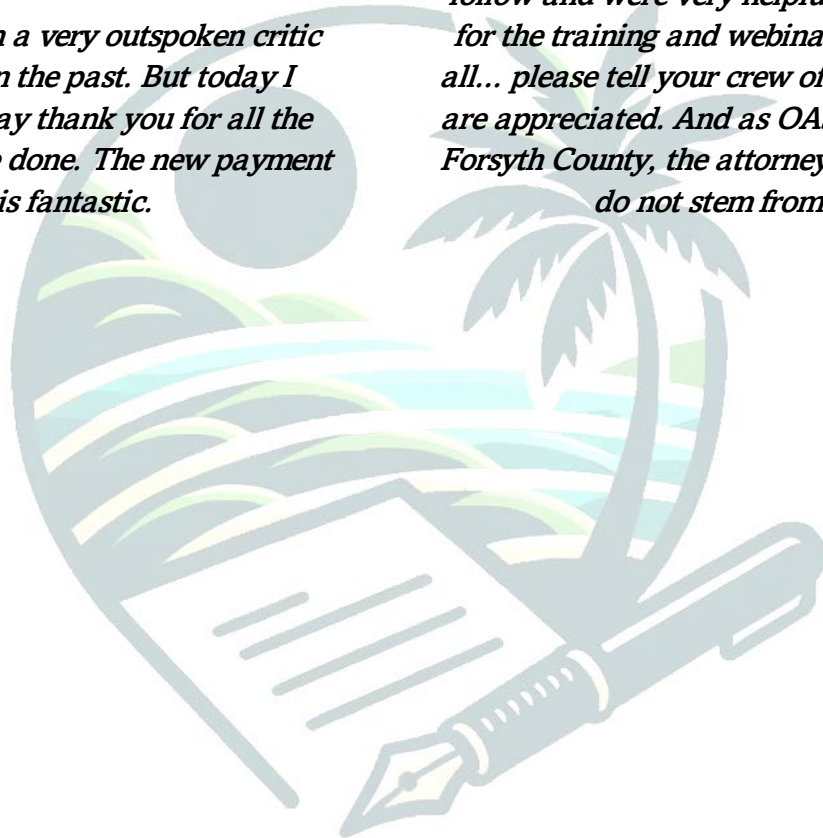 n a very outspoken critic
n the past. But today I
ay thank you for all the
e done. The new payment
is fantastic.
follow and were very helpful
for the training and webina
all... please tell your crew of
are appreciated. And as OA
Forsyth County, the attorney
do not stem from